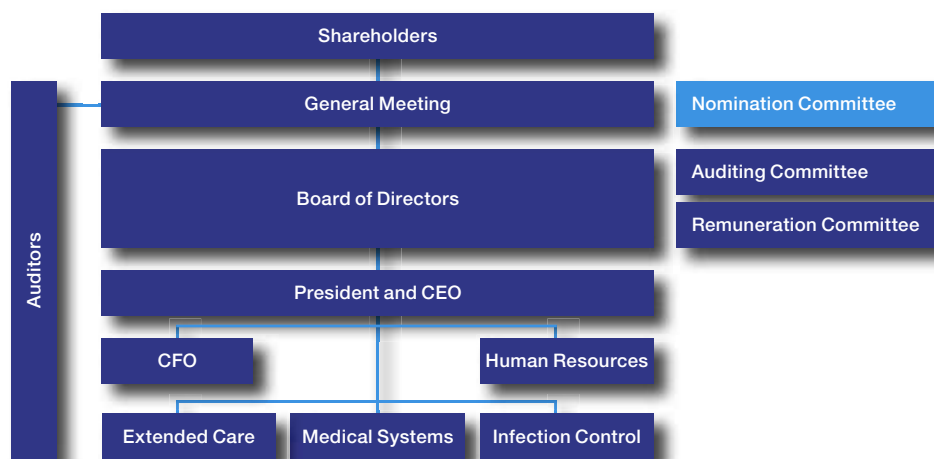 Shareholders
General Meeting
Nomination Committee
Board of Directors
Auditing Committee
Remuneration Committee
Auditors
President and CEO
CFO
Human Resources
Extended Care
Medical Systems
Infection Control